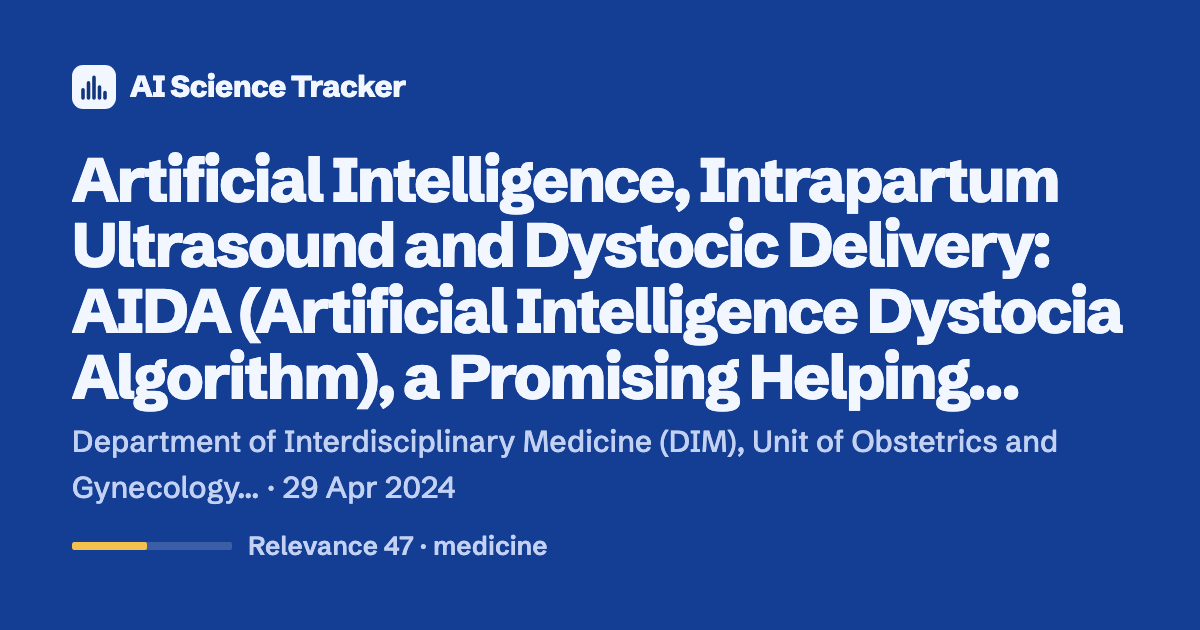 AI Science Tracker
Artificial Intelligence, Intrapartum
Ultrasound and Dystocic Delivery:
AIDA (Artificial Intelligence Dystocia
Algorithm), a Promising Helping...
Department of Interdisciplinary Medicine (DIM), Unit of Obstetrics and
Gynecology... · 29 Apr 2024
Relevance 47 · medicine